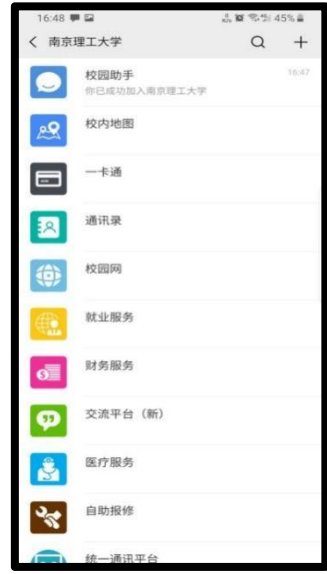 16:48
45%
南京理工大学
校园助手
16:47
你已成功加入南京理工大学
校内地图
一卡通
通讯录
校园网
就业服务
财务服务
交流平台（新）
医疗服务
自助报修
统一通讯平台